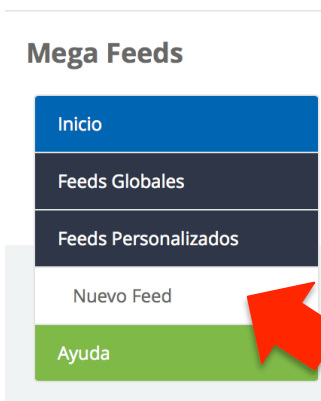 Mega Feeds
Inicio
Feeds Globales
Feeds Personalizados
Nuevo Feed
Ayuda